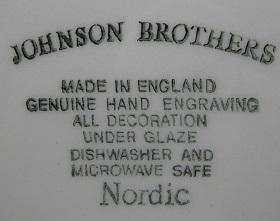 JOHNSON BROTHERS
MADE IN ENGLAND
GENUINE HAND ENGRAVING
ALL DECORATION
UNDER GLAZE
DISHWASHER AND
MICROWAVE SAFE
Nordic